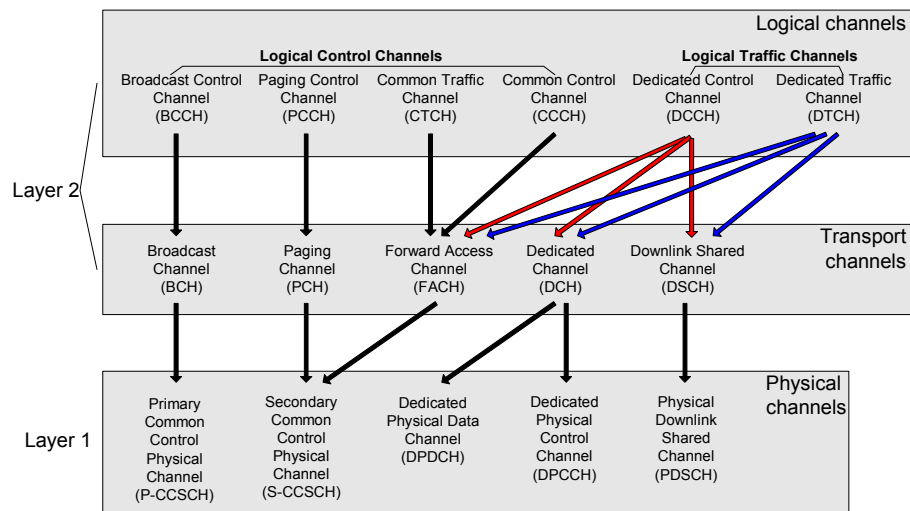 Logical channels
Logical Control Channels
Logical Traffic Channels
Broadcast Control
Channel
(BCCH)
Paging Control
Channel
(PCCH)
Common Traffic
Channel
(CTCH)
Common Control
Channel
(CCCH)
Dedicated Control
Channel
(DCCH)
Dedicated Traffic
Channel
(DTCH)
Layer 2
Transport
channels
Broadcast
Channel
(BCH)
Paging
Channel
(PCH)
Forward Access
Channel
(FACH)
Dedicated
Channel
(DCH)
Downlink Shared
Channel
(DSCH)
Physical
channels
Layer 1
Primary
Common
Control
Physical
Channel
(P-CCSCH)
Secondary
Common
Control
Physical
Channel
(S-CCSCH)
Dedicated
Physical Data
Channel
(DPDCH)
Dedicated
Physical
Control
Channel
(DPCCH)
Physical
Downlink
Shared
Channel
(PDSCH)